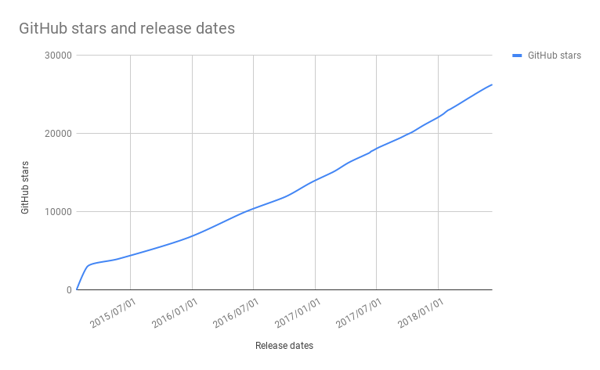 GitHub stars and release dates
GitHub stars
30000
20000
10000
0
GitHub stars
2015/07/01
2016/01/01
2016/07/01
2017/01/01
2017/07/01
2018/01/01
Release dates